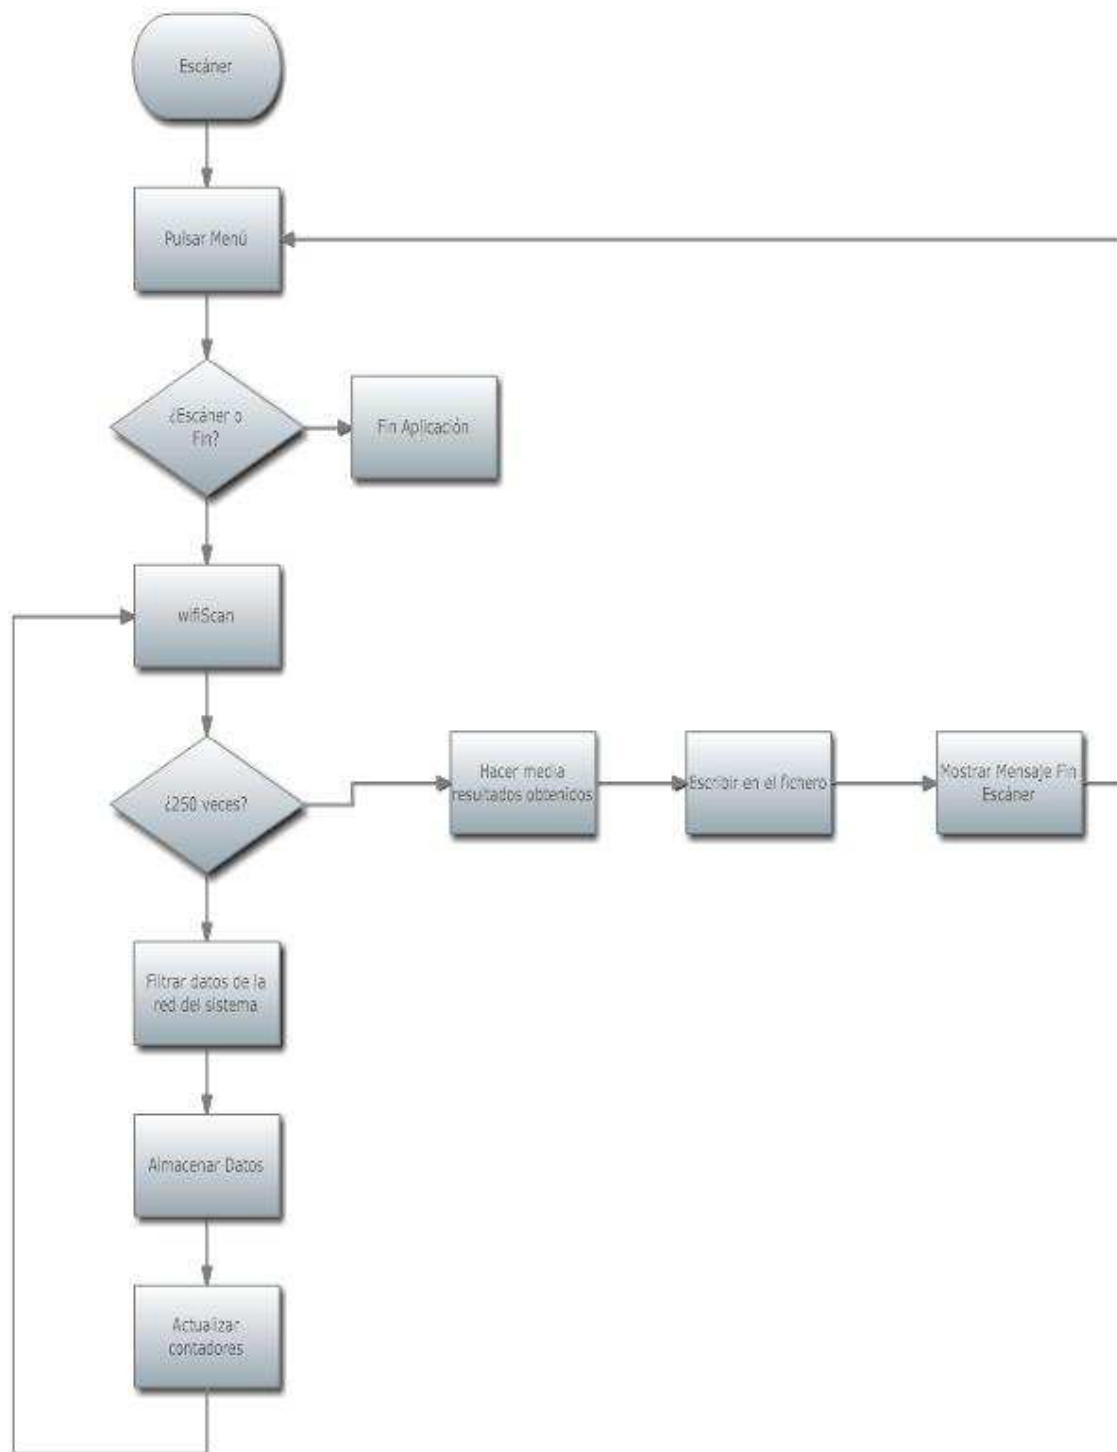 Escáner
Pulsar Menú
¿Escáner o
Fin?
Fin Aplicación
wifiScan
¿250 veces?
Hacer media
resultados obtenidos
Escribir en el fichero
Mostrar Mensaje Fin
Escáner
Filtrar datos de la
red del sistema
Almacenar Datos
Actualizar
contadores